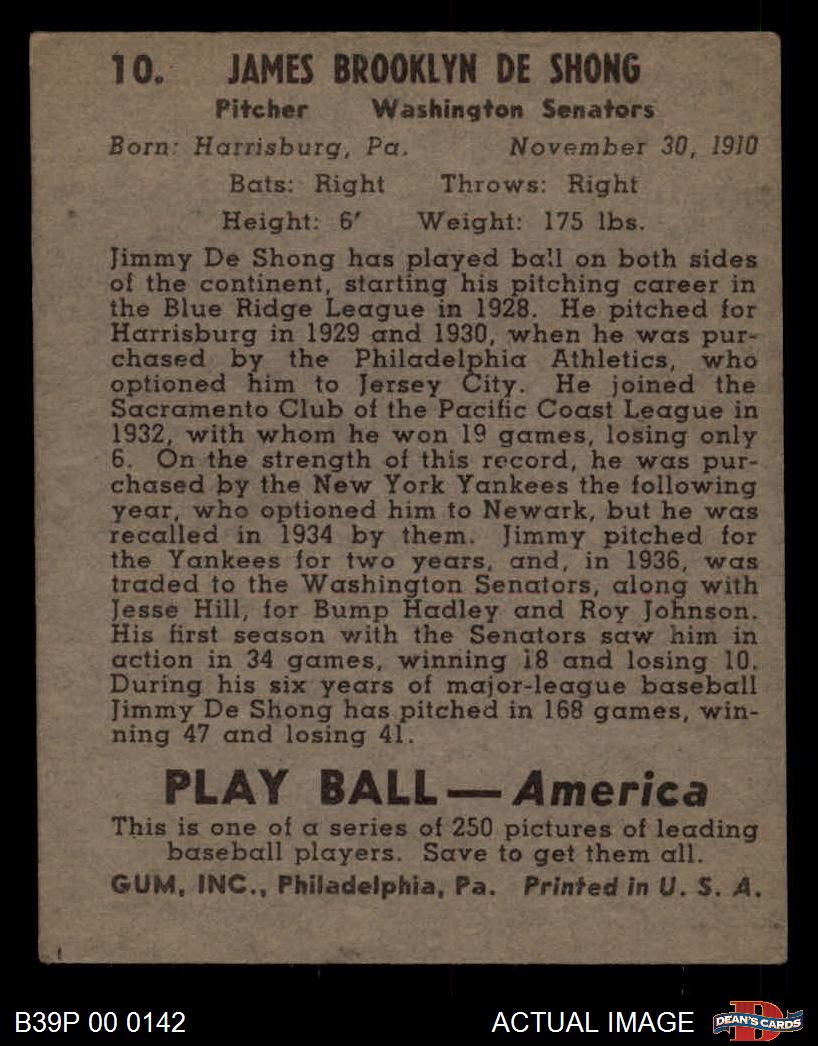 10. JAMES BROOKLYN DE SHONG
Pitcher Washington Senators
Born: Harrisburg, Pa. November 30, 1910
Bats: Right Throws: Right
Height: 6′ Weight: 175 lbs.
Jimmy De Shong has played ball on both sides
of the continent, starting his pitching career in
the Blue Ridge League in 1928. He pitched for
Harrisburg in 1929 and 1930, when he was pur-
chased by the Philadelphia Athletics, who
optioned him to Jersey City. He joined the
Sacramento Club of the Pacific Coast League in
1932, with whom he won 19 games, losing only
6. On the strength of this record, he was pur-
chased by the New York Yankees the following
year, who optioned him to Newark, but he was
recalled in 1934 by them. Jimmy pitched for
the Yankees for two years, and, in 1936, was
traded to the Washington Senators, along with
Jesse Hill, for Bump Hadley and Roy Johnson.
His first season with the Senators saw him in
action in 34 games, winning 18 and losing 10.
During his six years of major-league baseball
Jimmy De Shong has pitched in 168 games, win-
ning 47 and losing 41.
PLAY BALL — America
This is one of a series of 250 pictures of leading
baseball players. Save to get them all.
GUM, INC., Philadelphia, Pa. Printed in U. S. A.
B39P 00 0142 ACTUAL IMAGE D DEAN'S CARDS